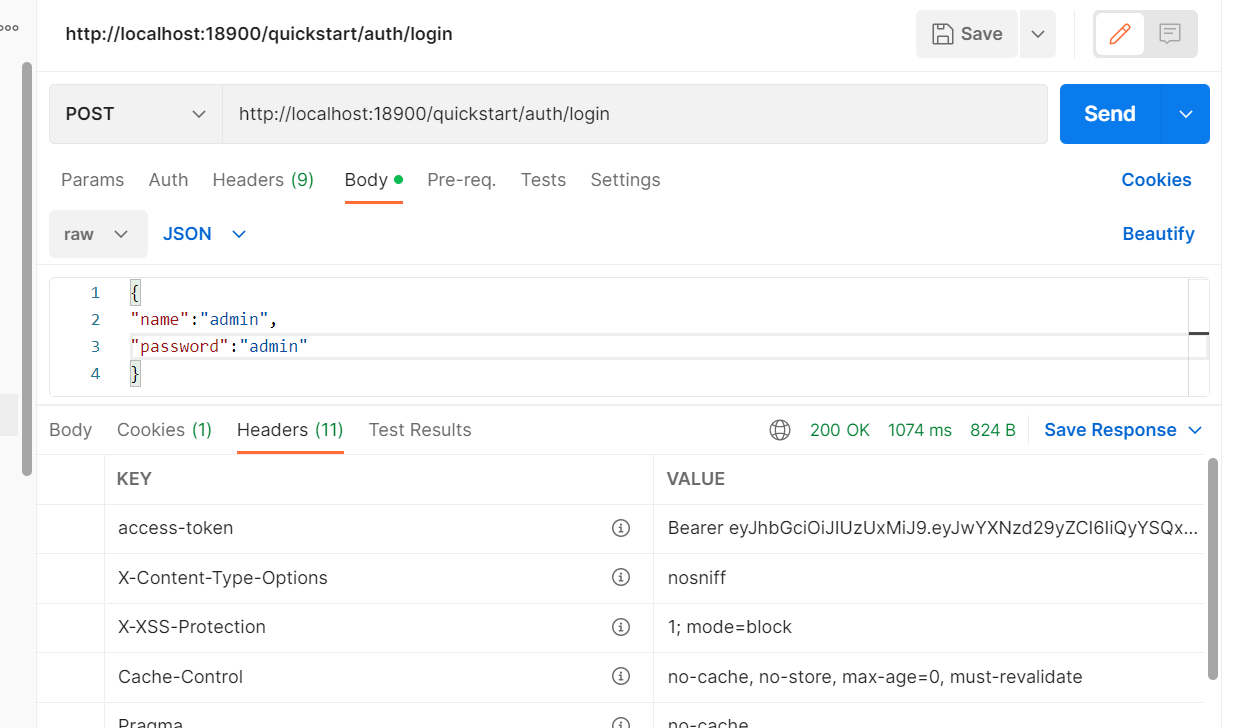 http://localhost:18900/quickstart/auth/login
Save
POST
http://localhost:18900/quickstart/auth/login
Send
Params Auth Headers (9) Body Pre-req. Tests Settings Cookies
raw JSON Beautify
1 {
2 "name":"admin",
3 "password":"admin"
4 }
Body Cookies (1) Headers (11) Test Results 200 OK 1074 ms 824 B Save Response
KEY VALUE
access-token Bearer eyJhbGciOiJIUzUxMiJ9.eyJwYXNzd29yZCI6IiQyYSQx...
X-Content-Type-Options nosniff
X-XSS-Protection 1; mode=block
Cache-Control no-cache, no-store, max-age=0, must-revalidate
Pragma no-cache